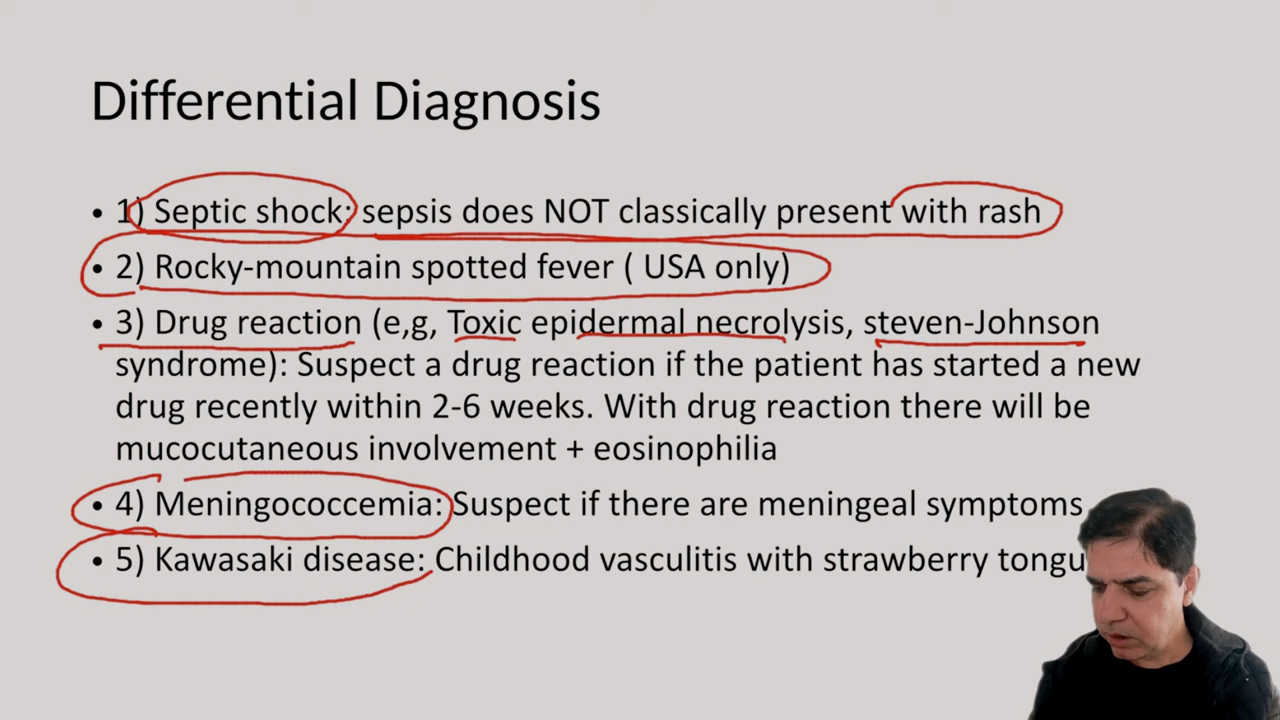 Differential Diagnosis
• 1) Septic shock: sepsis does NOT classically present with rash
• 2) Rocky-mountain spotted fever ( USA only)
• 3) Drug reaction (e,g, Toxic epidermal necrolysis, steven-Johnson
syndrome): Suspect a drug reaction if the patient has started a new
drug recently within 2-6 weeks. With drug reaction there will be
mucocutaneous involvement + eosinophilia
• 4) Meningococcemia: Suspect if there are meningeal symptoms
• 5) Kawasaki disease: Childhood vasculitis with strawberry tongu